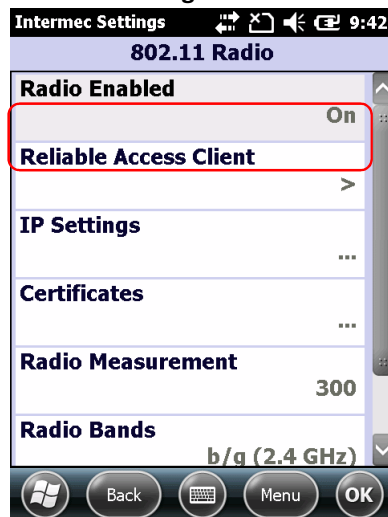 Intermec Settings 9:42
802.11 Radio
Radio Enabled
On
Reliable Access Client
>
IP Settings
...
Certificates
...
Radio Measurement
300
Radio Bands
b/g (2.4 GHz)
Back Menu OK